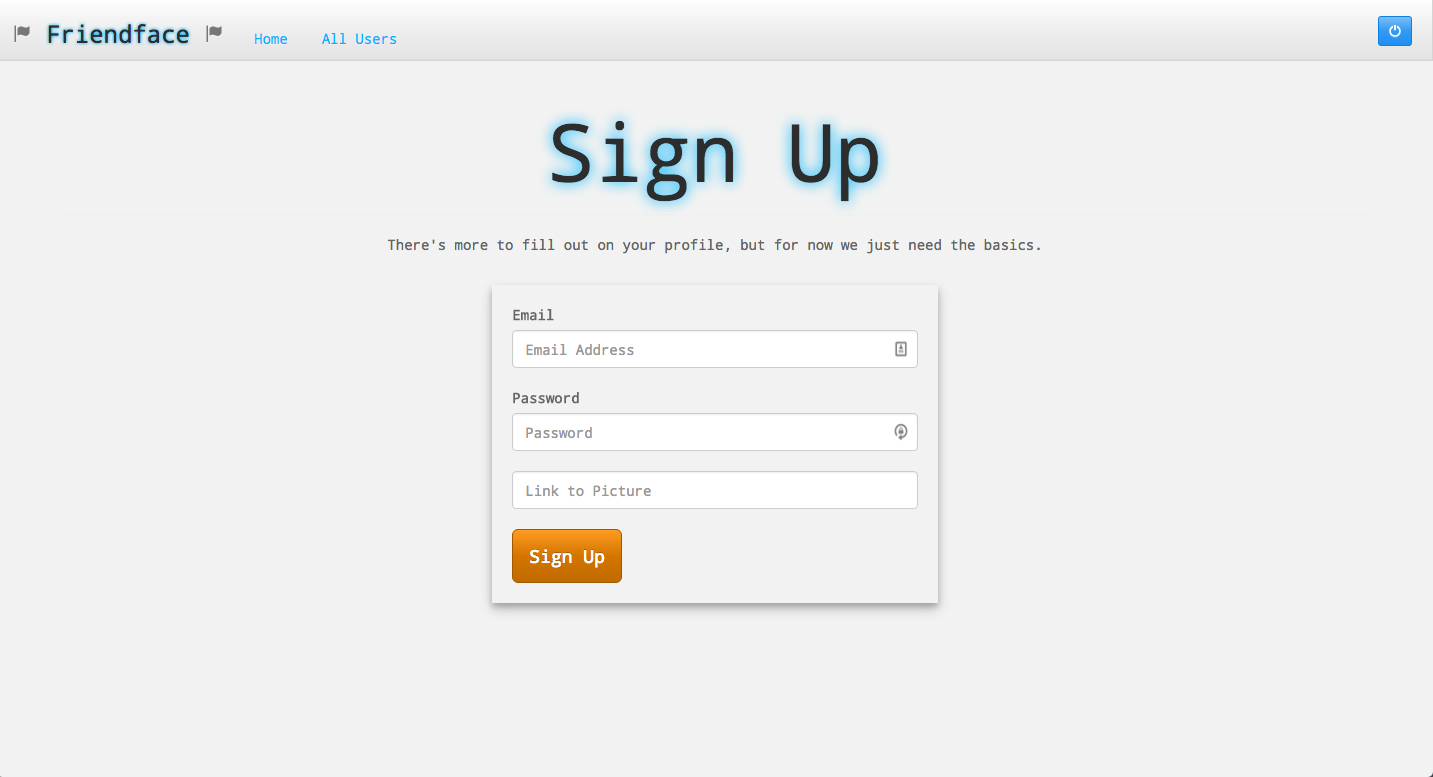 Friendface
Home
All Users
Sign Up
There's more to fill out on your profile, but for now we just need the basics.
Email
Email Address
Password
Password
Link to Picture
Sign Up